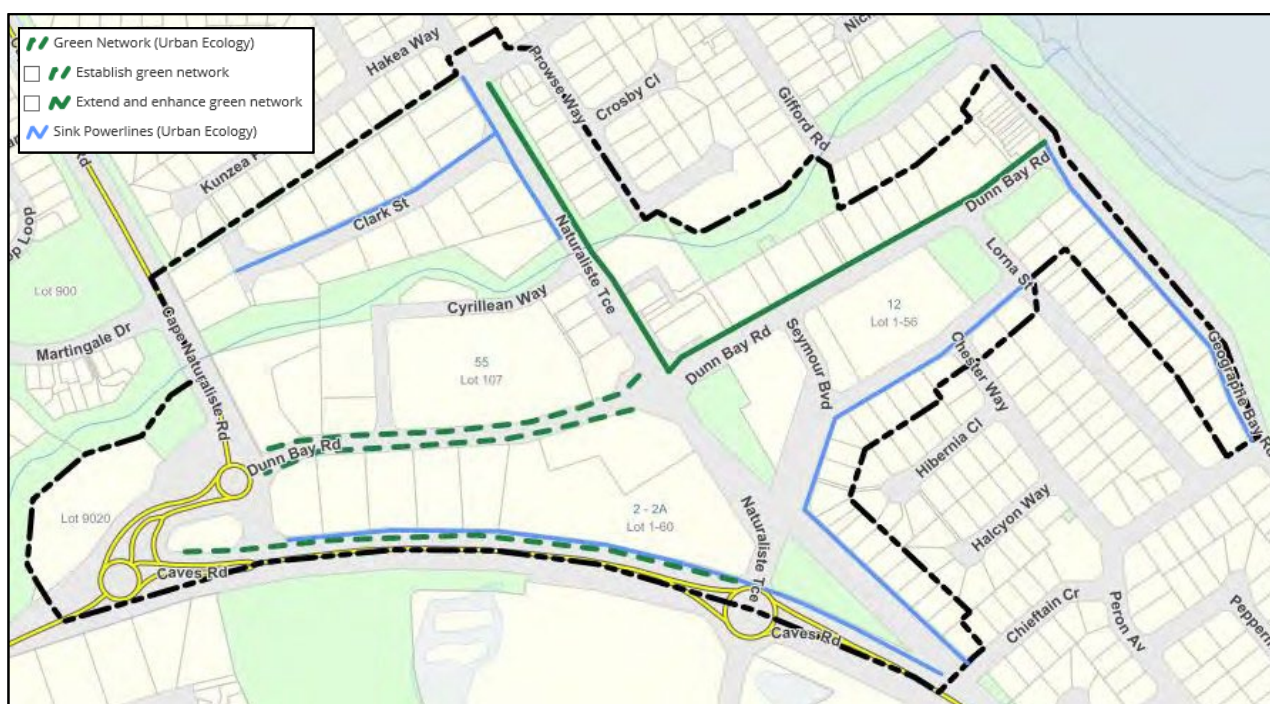 Green Network (Urban Ecology)
Establish green network
Extend and enhance green network
Sink Powerlines (Urban Ecology)
Rd
Hakea Way
Prowse Way
Crosby Cl
Gifford Rd
Kunzea
Clark St
Naturaliste Tce
Dunn Bay Rd
Lorna St
op Loop
Lot 900
Martingale Dr
Cape Naturaliste Rd
Cyrillean Way
12
Lot 1-56
Seymour Bvd
Dunn Bay Rd
55
Lot 107
Chester Way
Geographe Bay Rd
Hibernia Cl
Dunn Bay Rd
Halcyon Way
Lot 9020
2 - 2A
Lot 1-60
Naturaliste Tce
Caves Rd
Caves Rd
Chieftain Cr
Peron Av
Pepperm